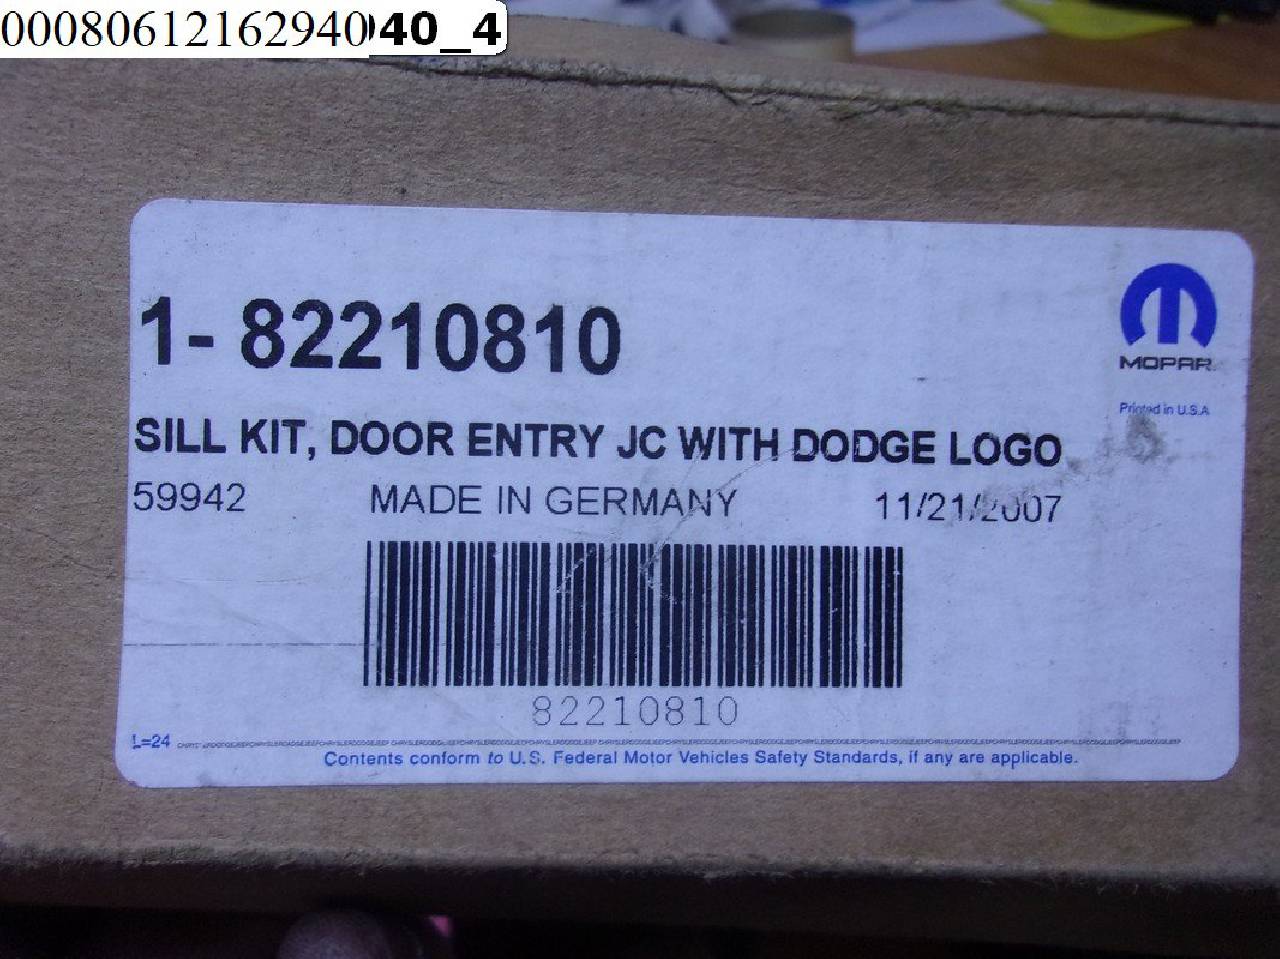 00080612162940 40_4
1- 82210810
MOPAR
Printed in U.S.A
SILL KIT, DOOR ENTRY JC WITH DODGE LOGO
59942 MADE IN GERMANY 11/21/2007
82210810
L=24
Contents conform to U.S. Federal Motor Vehicles Safety Standards, if any are applicable.